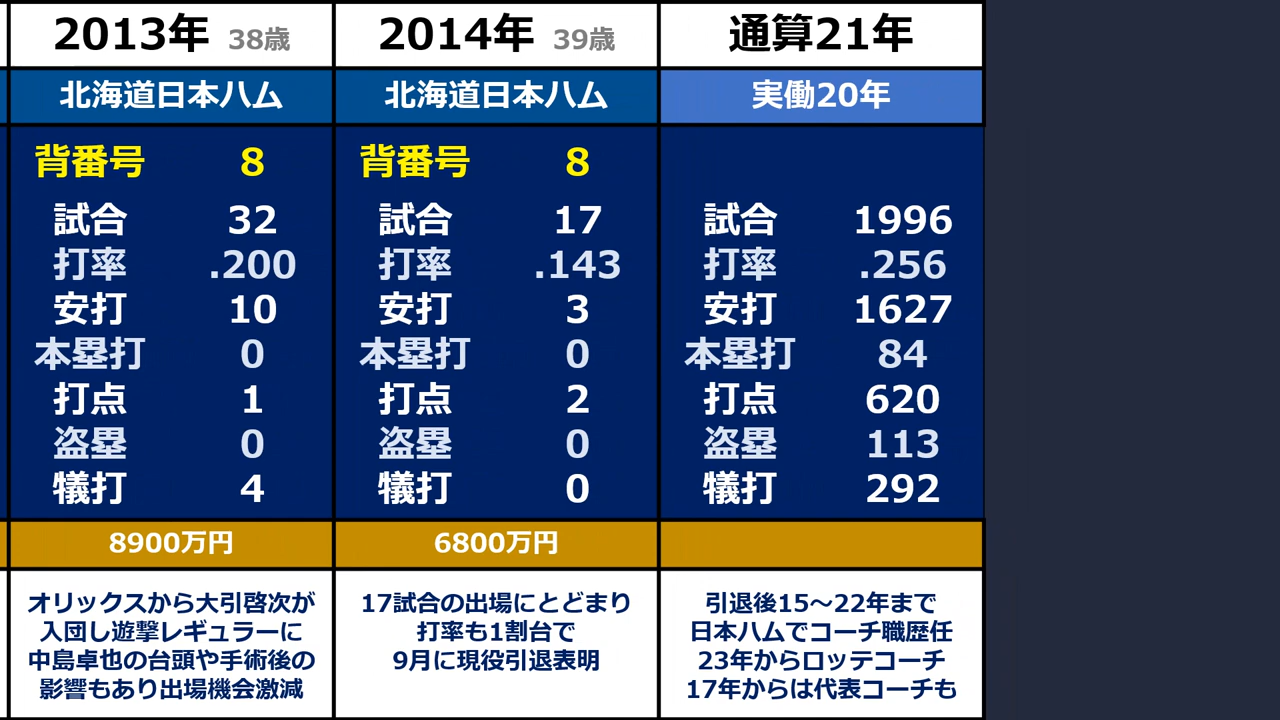 2013年 38歳
北海道日本ハム
背番号 8
試合 32
打率 .200
安打 10
本塁打 0
打点 1
盗塁 0
犠打 4
8900万円
オリックスから大引啓次が
入団し遊撃レギュラーに
中島卓也の台頭や手術後の
影響もあり出場機会激減
2014年 39歳
北海道日本ハム
背番号 8
試合 17
打率 .143
安打 3
本塁打 0
打点 2
盗塁 0
犠打 0
6800万円
17試合の出場にとどまり
打率も1割台で
9月に現役引退表明
通算21年
実働20年
試合 1996
打率 .256
安打 1627
本塁打 84
打点 620
盗塁 113
犠打 292
引退後15～22年まで
日本ハムでコーチ職歴任
23年からロッテコーチ
17年からは代表コーチも